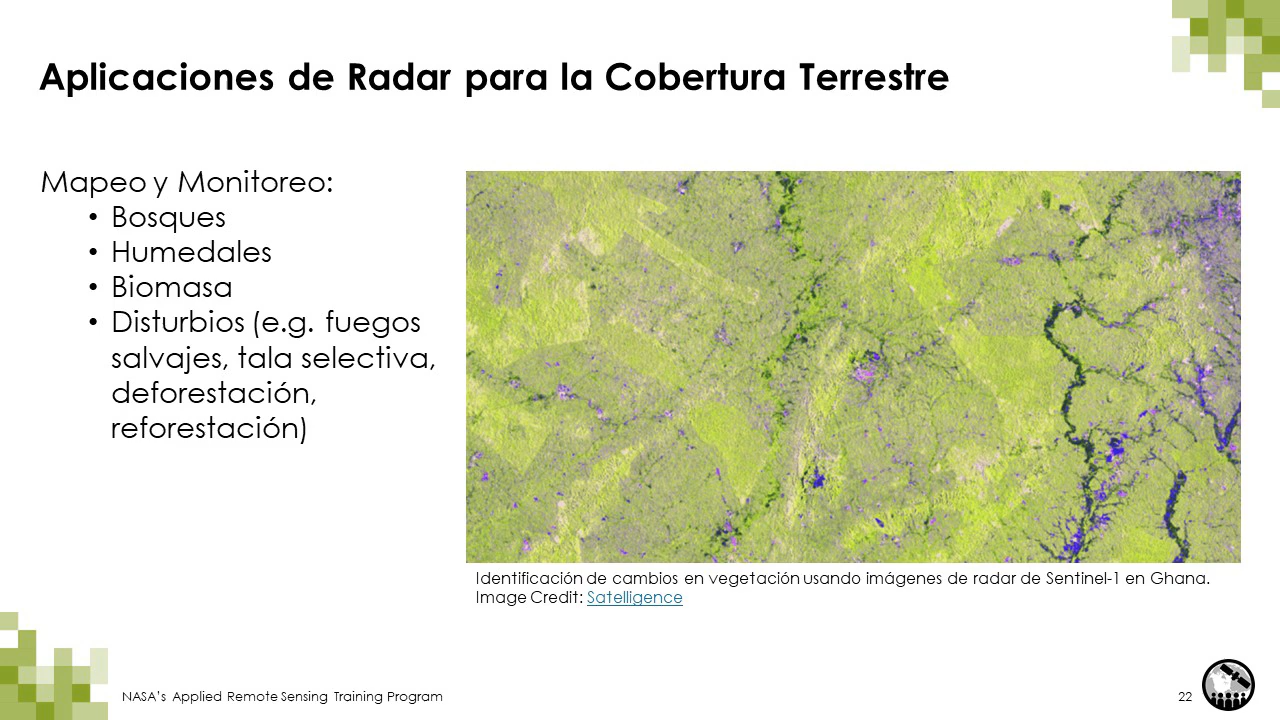 Aplicaciones de Radar para la Cobertura Terrestre
Mapeo y Monitoreo:
• Bosques
• Humedales
• Biomasa
• Disturbios (e.g. fuegos
salvajes, tala selectiva,
deforestación,
reforestación)
Identificación de cambios en vegetación usando imágenes de radar de Sentinel-1 en Ghana.
Image Credit: Satelligence
NASA's Applied Remote Sensing Training Program
22